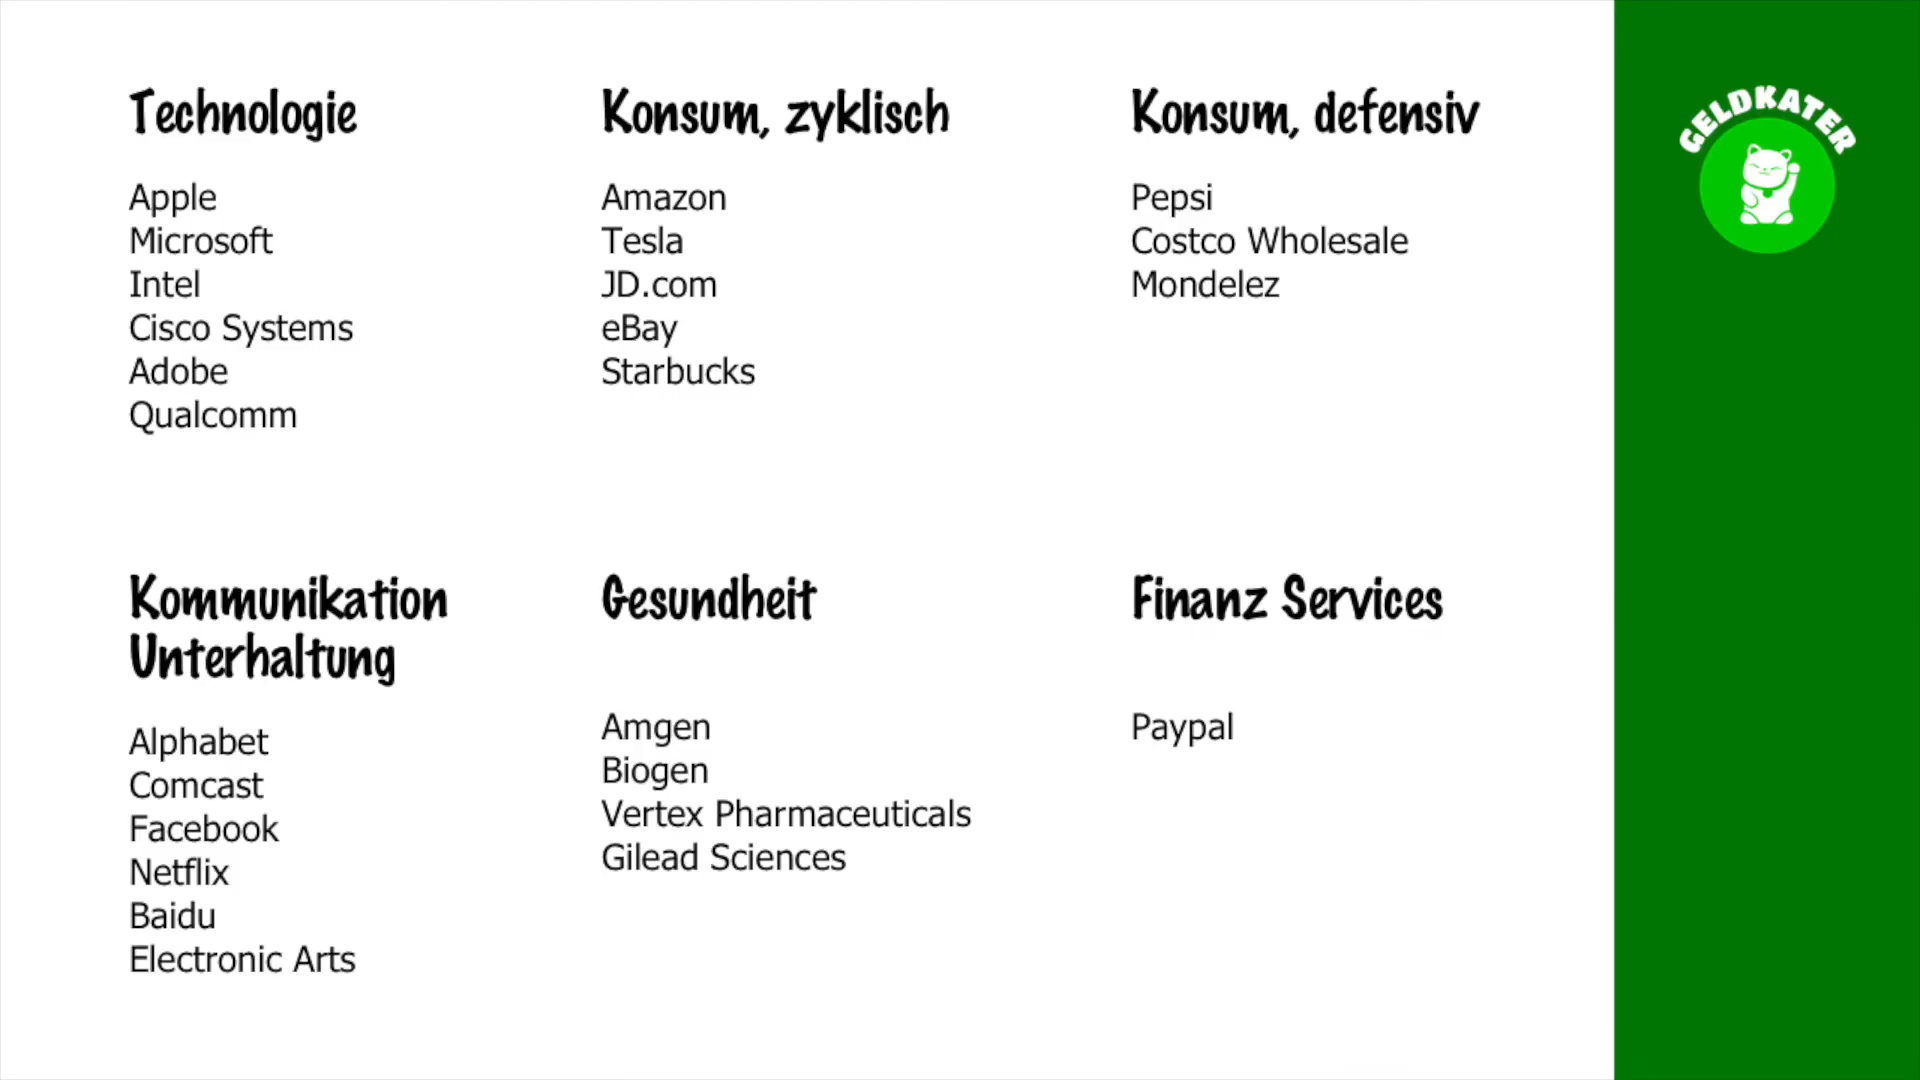 Technologie
Apple
Microsoft
Intel
Cisco Systems
Adobe
Qualcomm
Konsum, zyklisch
Amazon
Tesla
JD.com
eBay
Starbucks
Konsum, defensiv
Pepsi
Costco Wholesale
Mondelez
GELDKATER
Kommunikation
Unterhaltung
Alphabet
Comcast
Facebook
Netflix
Baidu
Electronic Arts
Gesundheit
Amgen
Biogen
Vertex Pharmaceuticals
Gilead Sciences
Finanz Services
Paypal